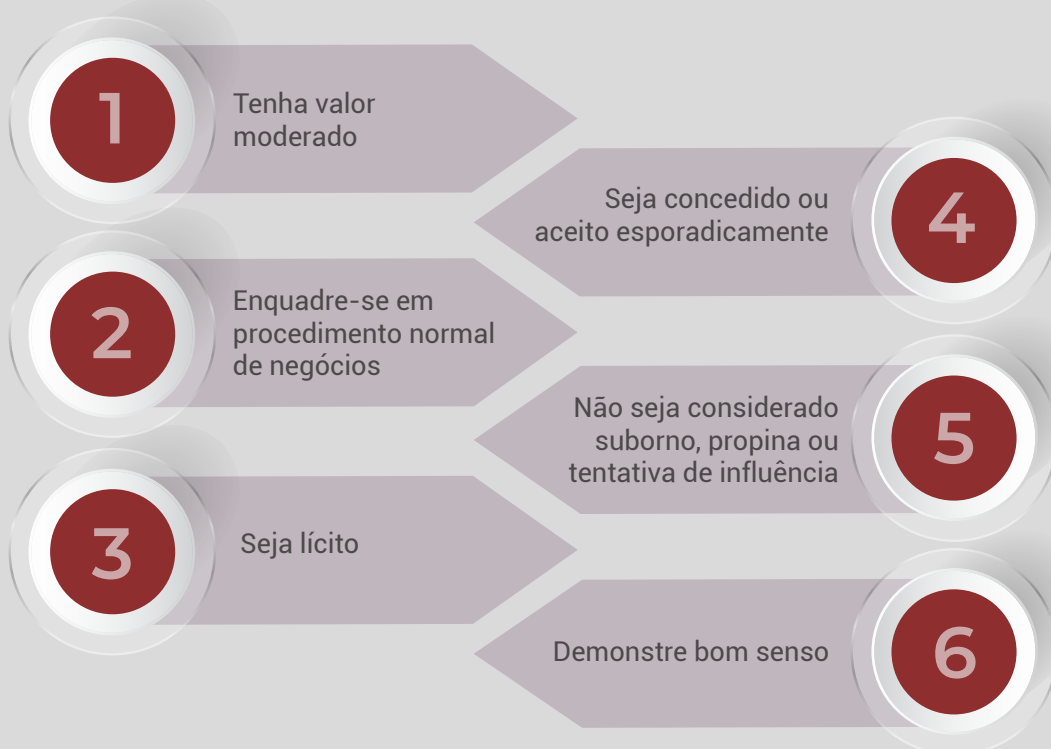 1
Tenha valor
moderado
2
Enquadre-se em
procedimento normal
de negócios
3
Seja lícito
4
Seja concedido ou
aceito esporadicamente
5
Não seja considerado
suborno, propina ou
tentativa de influência
6
Demonstre bom senso